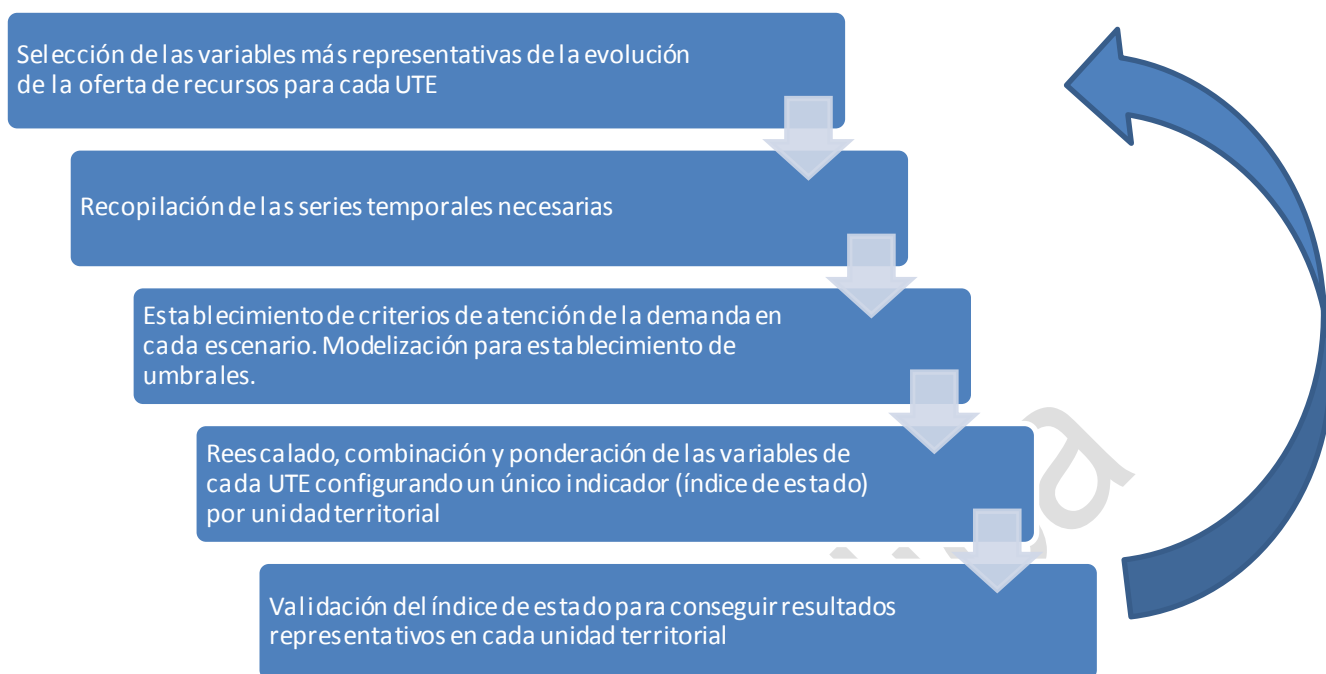 Selección de las variables más representativas de la evolución
de la oferta de recursos para cada UTE
Recopilación de las series temporales necesarias
Establecimiento de criterios de atención de la demanda en
cada escenario. Modelización para establecimiento de
umbrales.
Reescalado, combinación y ponderación de las variables de
cada UTE configurando un único indicador (índice de estado)
por unidad territorial
Validación del índice de estado para conseguir resultados
representativos en cada unidad territorial